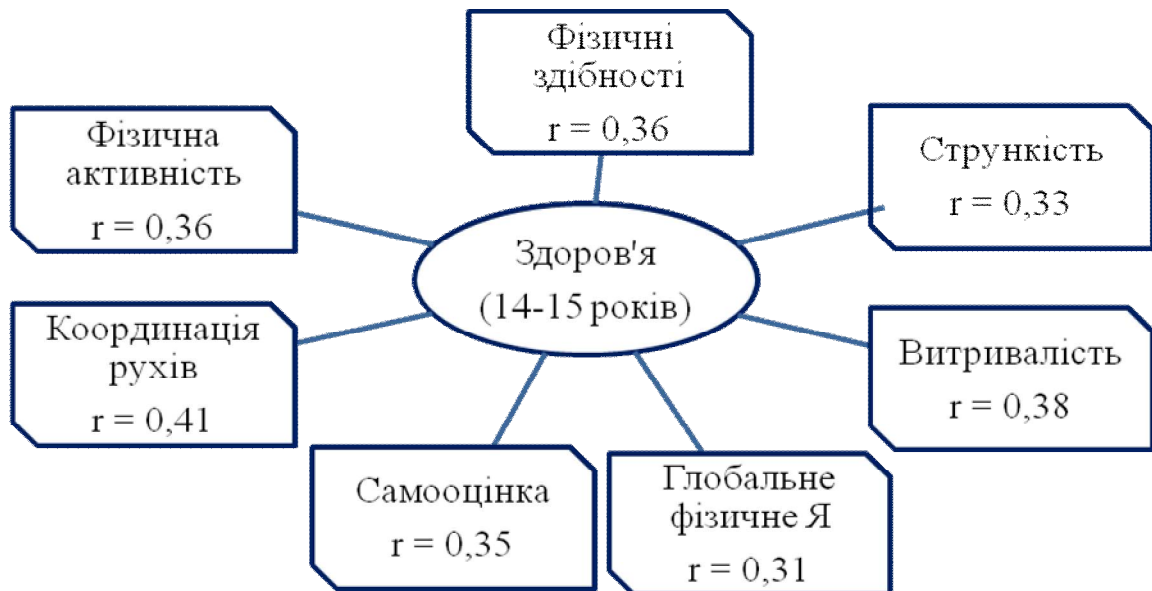 Фізичні
здібності
r = 0,36
Фізична
активність
r = 0,36
Стрункість
r = 0,33
Здоров'я
(14-15 років)
Координація
рухів
r = 0,41
Витривалість
r = 0,38
Самооцінка
r = 0,35
Глобальне
фізичне Я
r = 0,31